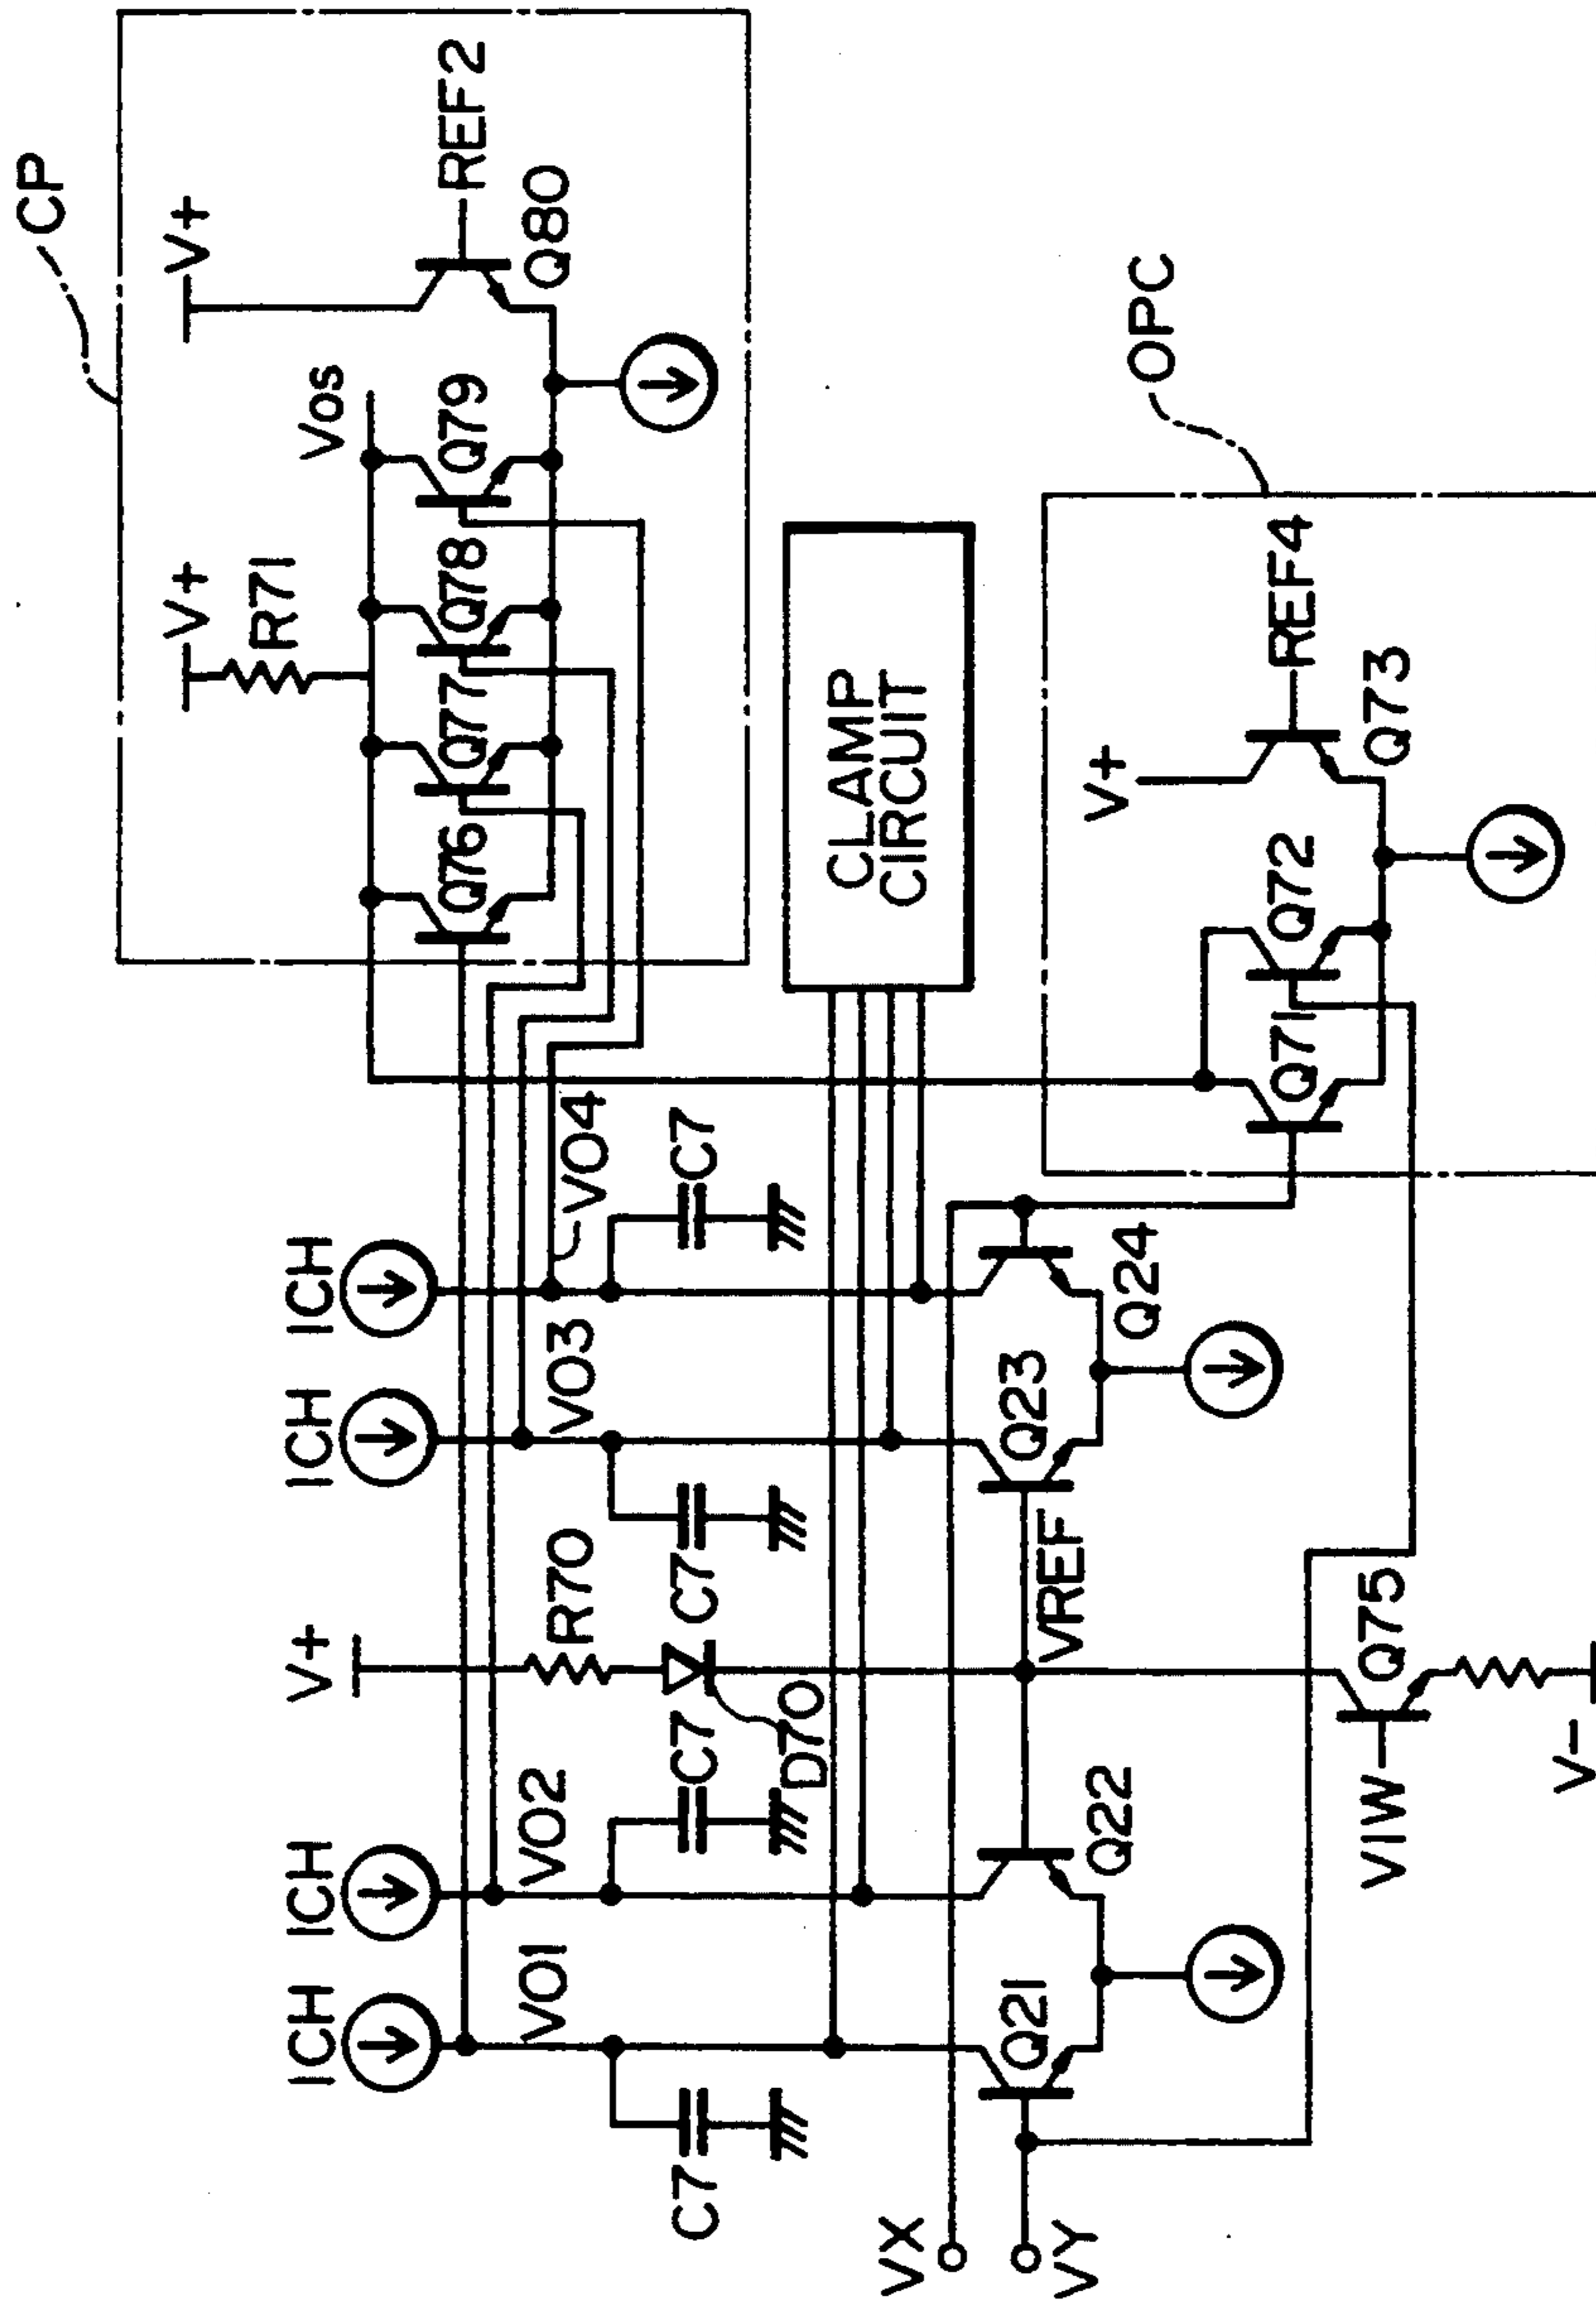 CP
V+
V+
R71
ICH
ICH
V+
ICH
ICH
Vos
Q76
Q77
Q78
Q79
REF2
Q80
VO1
VO2
R70
VO3
VO4
C7
C7
C7
C7
D70
CLAMP
CIRCUIT
VX
VY
Q21
Q22
VREF
Q23
Q24
V+
OPC
Q71
Q72
REF4
Q73
VIW
Q75
V-